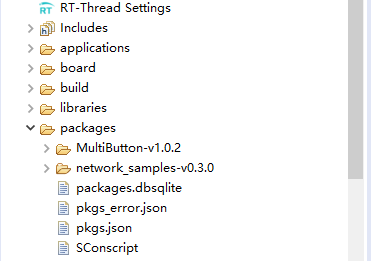 RT-Thread Settings
Includes
applications
board
build
libraries
packages
MultiButton-v1.0.2
network_samples-v0.3.0
packages.dbsqlite
pkgs_error.json
pkgs.json
SConscript